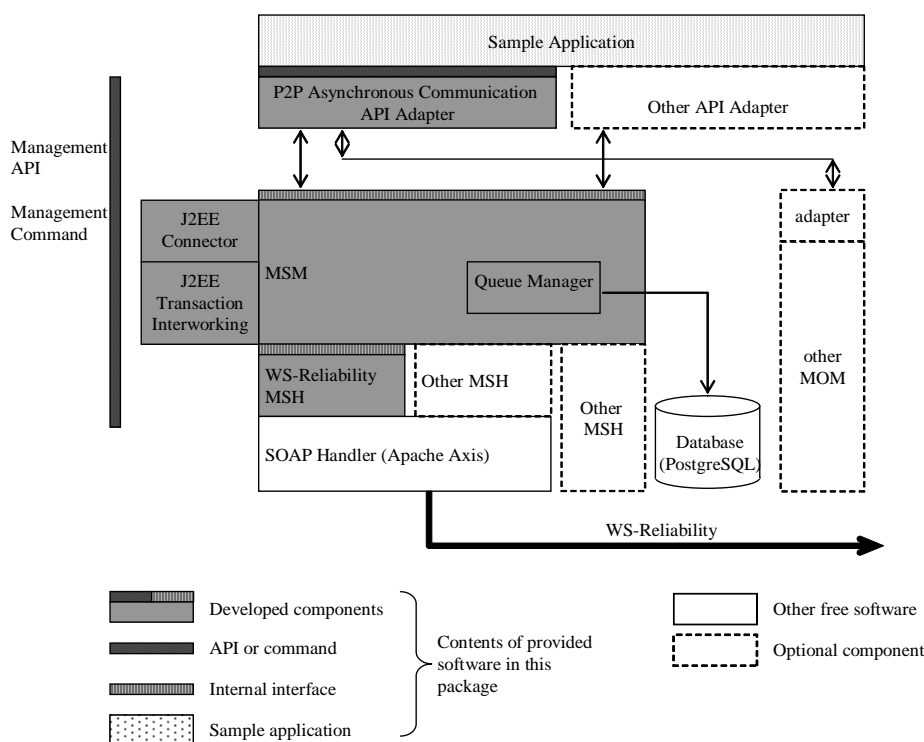 Sample Application
P2P Asynchronous Communication
API Adapter
Other API Adapter
Management
API
Management
Command
J2EE
Connector
J2EE
Transaction
Interworking
MSM
Queue Manager
adapter
other
MOM
WS-Reliability
MSH
Other MSH
Other
MSH
SOAP Handler (Apache Axis)
Database
(PostgreSQL)
WS-Reliability
Developed components
API or command
Internal interface
Sample application
Contents of provided
software in this
package
Other free software
Optional component